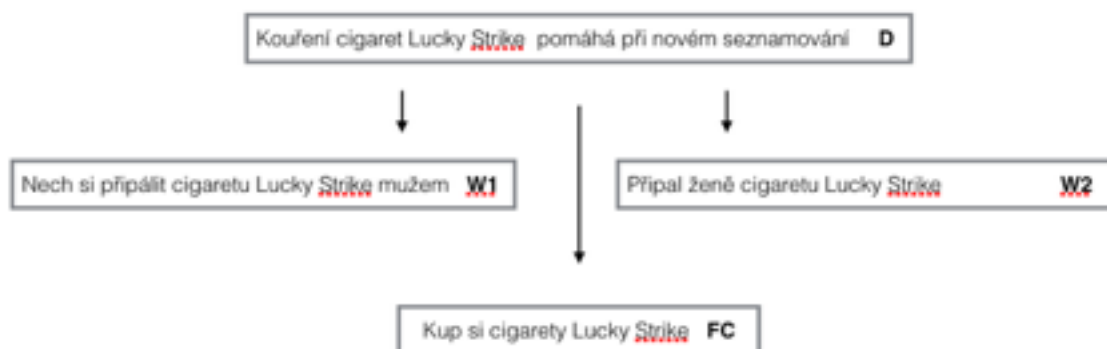 Kouření cigaret Lucky Strike pomáhá při novém seznamování D
Nech si připálit cigaretu Lucky Strike mužem W1
Připal ženě cigaretu Lucky Strike W2
Kup si cigarety Lucky Strike FC